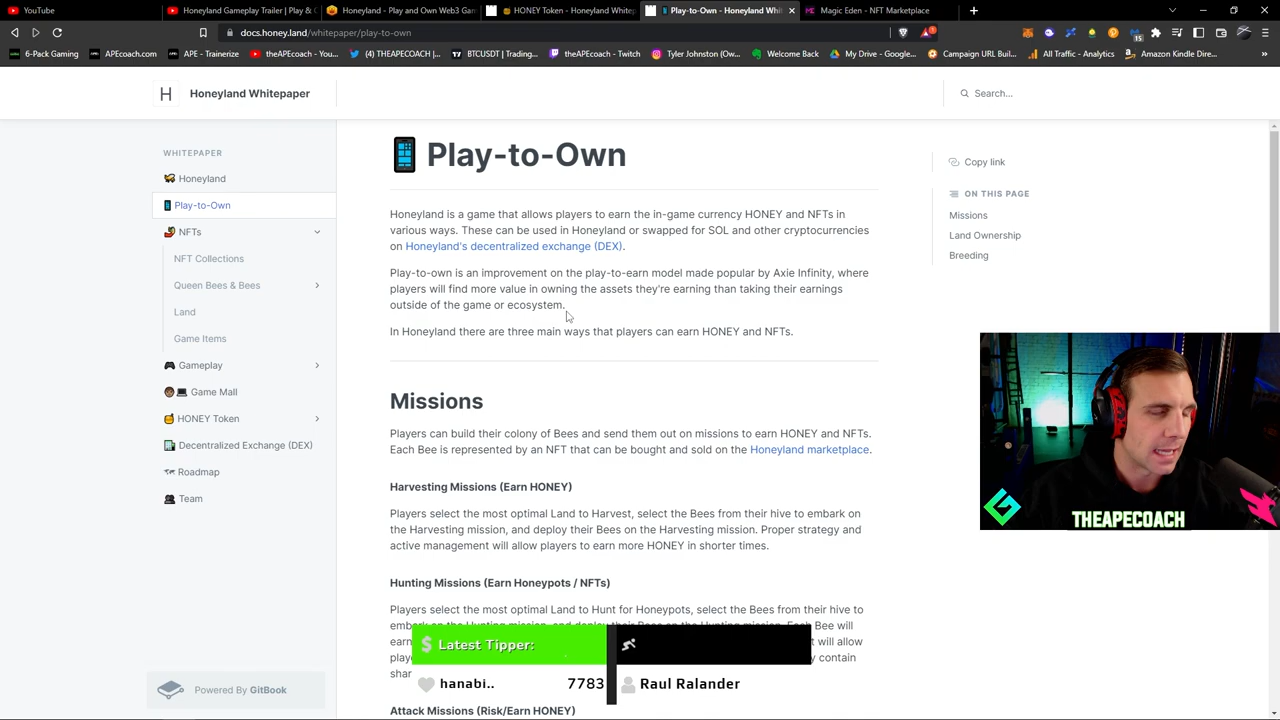 YouTube
Honeyland Gameplay Trailer | Play &
Honeyland - Play and Own Web3 Gam
HONEY Token - Honeyland Whitep
Play-to-Own - Honeyland Whi
Magic Eden - NFT Marketplace
docs.honey.land/whitepaper/play-to-own
6-Pack Gaming
APEcoach.com
APE - Trainerize
theAPEcoach - You...
(4) THEAPECOACH ...
BTCUSDT | Trading...
theAPEcoach - Twitch
Tyler Johnston (Ow...
Welcome Back
My Drive - Google...
Campaign URL Buil...
All Traffic - Analytics
Amazon Kindle Dire...
15
H
Honeyland Whitepaper
Search...
WHITEPAPER
Honeyland
Play-to-Own
NFTs
NFT Collections
Queen Bees & Bees
Land
Game Items
Gameplay
Game Mall
HONEY Token
Decentralized Exchange (DEX)
Roadmap
Team
Powered By GitBook
Play-to-Own
Honeyland is a game that allows players to earn the in-game currency HONEY and NFTs in
various ways. These can be used in Honeyland or swapped for SOL and other cryptocurrencies
on Honeyland's decentralized exchange (DEX).
Play-to-own is an improvement on the play-to-earn model made popular by Axie Infinity, where
players will find more value in owning the assets they're earning than taking their earnings
outside of the game or ecosystem.
In Honeyland there are three main ways that players can earn HONEY and NFTs.
Missions
Players can build their colony of Bees and send them out on missions to earn HONEY and NFTs.
Each Bee is represented by an NFT that can be bought and sold on the Honeyland marketplace.
Harvesting Missions (Earn HONEY)
Players select the most optimal Land to Harvest, select the Bees from their hive to embark on
the Harvesting mission, and deploy their Bees on the Harvesting mission. Proper strategy and
active management will allow players to earn more HONEY in shorter times.
Hunting Missions (Earn Honeypots / NFTs)
Players select the most optimal Land to Hunt for Honeypots, select the Bees from their hive to
Each Bee will
earn
t will allow
play
y contain
shar
Attack Missions (Risk/Earn HONEY)
Copy link
ON THIS PAGE
Missions
Land Ownership
Breeding
THEAPECOACH
$ Latest Tipper:
hanabi.. 7783
Raul Ralander